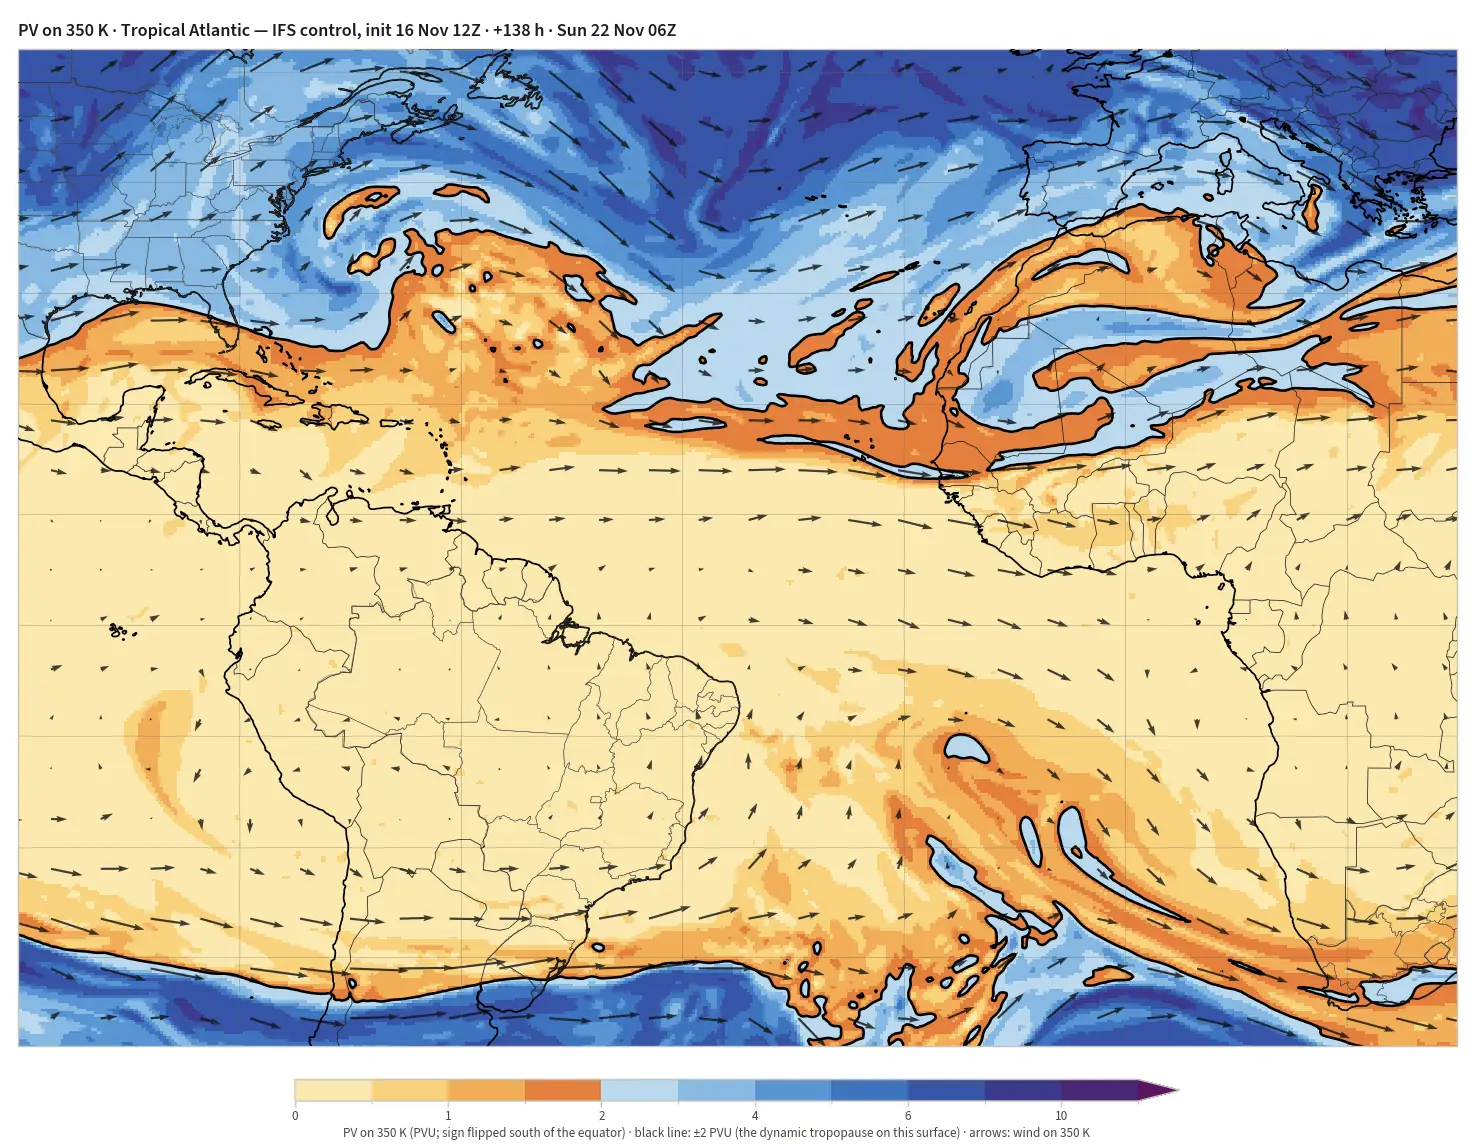 PV on 350 K · Tropical Atlantic — IFS control, init 16 Nov 12Z · +138 h · Sun 22 Nov 06Z
0 1 2 4 6 10
PV on 350 K (PVU; sign flipped south of the equator) · black line: ±2 PVU (the dynamic tropopause on this surface) · arrows: wind on 350 K